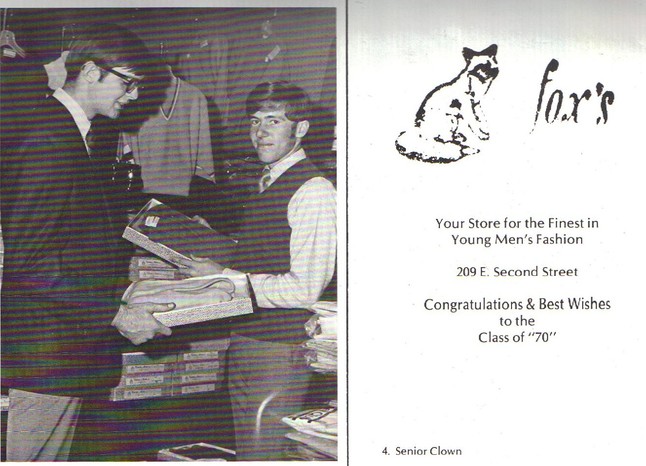 fox's
Your Store for the Finest in
Young Men's Fashion
209 E. Second Street
Congratulations & Best Wishes
to the
Class of "70"
4. Senior Clown